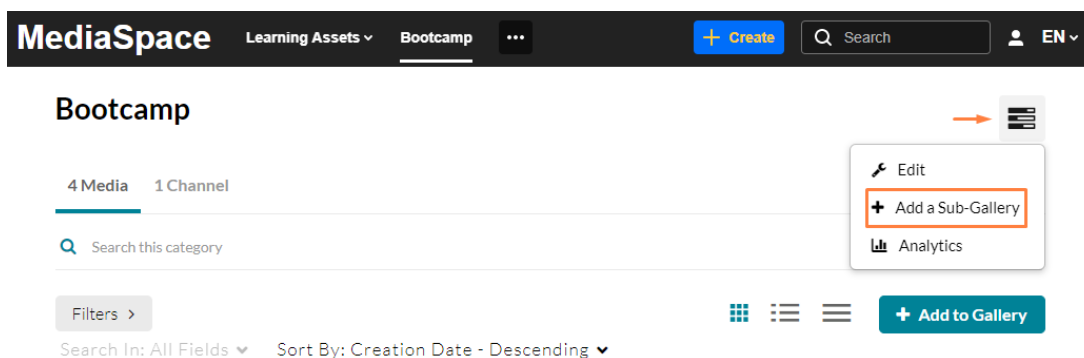 MediaSpace Learning Assets Bootcamp ••• + Create Search EN
Bootcamp
Edit
4 Media 1 Channel
+ Add a Sub-Gallery
Search this category
Analytics
Filters >
+ Add to Gallery
Search In: All Fields Sort By: Creation Date - Descending